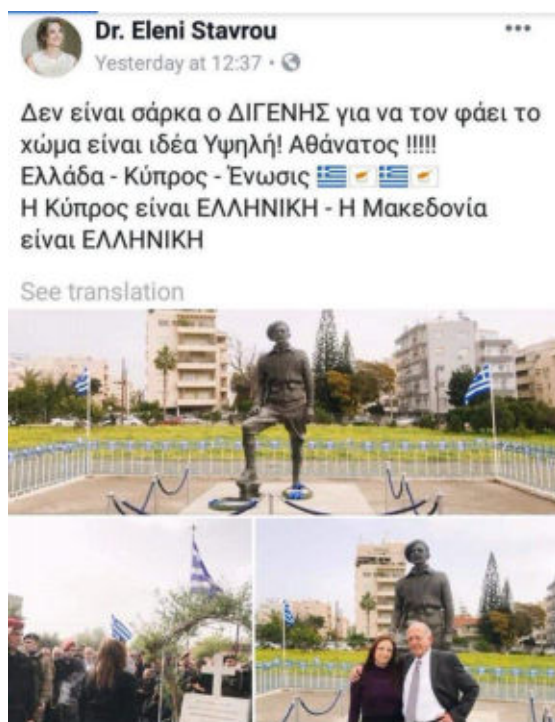 Dr. Eleni Stavrou
Yesterday at 12:37
Δεν είναι σάρκα ο ΔΙΓΕΝΗΣ για να τον φάει το
χώμα είναι ιδέα Υψηλή! Αθάνατος !!!!!
Ελλάδα - Κύπρος - Ένωσις 🇬🇷🇨🇾🇬🇷🇨🇾
Η Κύπρος είναι ΕΛΛΗΝΙΚΗ - Η Μακεδονία
είναι ΕΛΛΗΝΙΚΗ
See translation